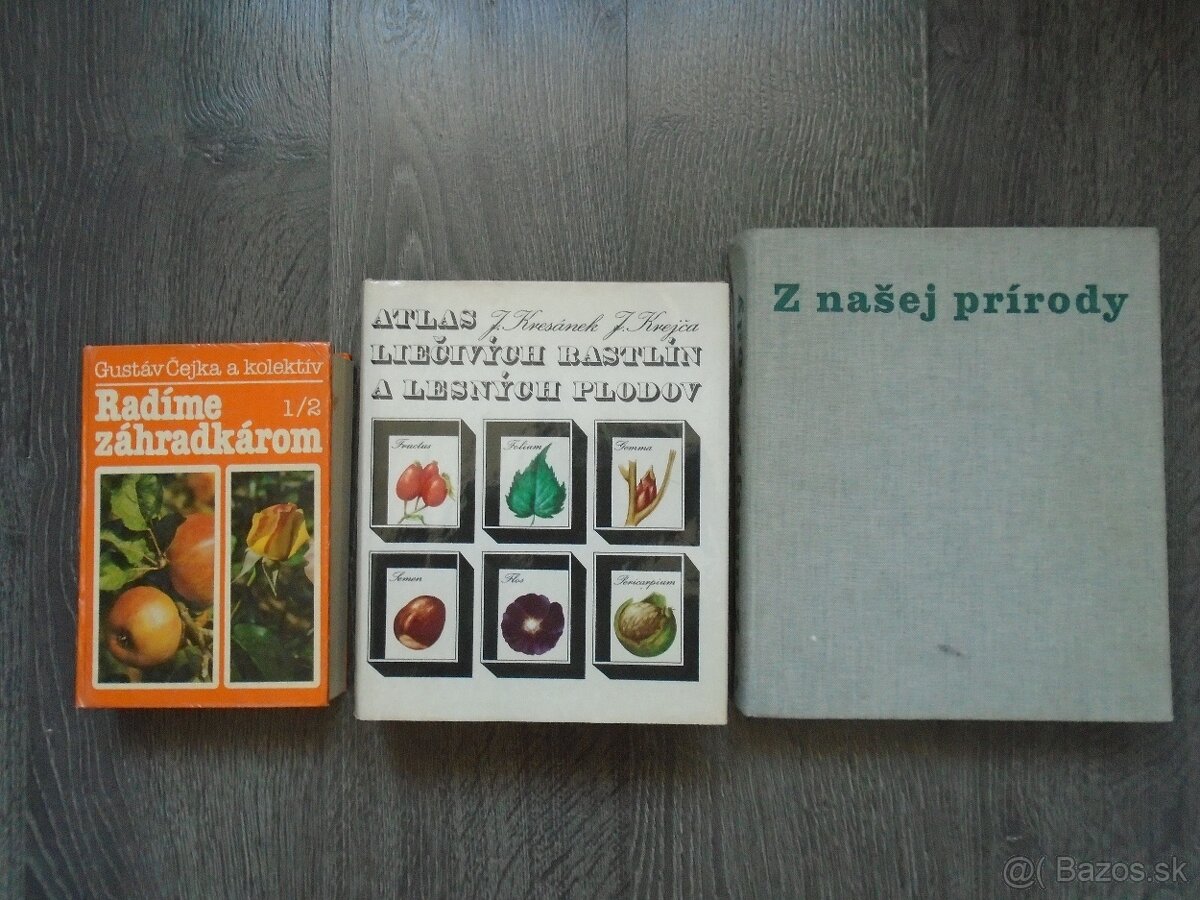 Gustáv Čejka a kolektív
Radíme 1/2
záhradkárom
ATLAS J. Kresánek J. Krejča
LIEČIVÝCH RASTLÍN
A LESNÝCH PLODOV
Fructus
Folium
Gemma
Semen
Flos
Pericarpium
Z našej prírody
@( Bazos.sk